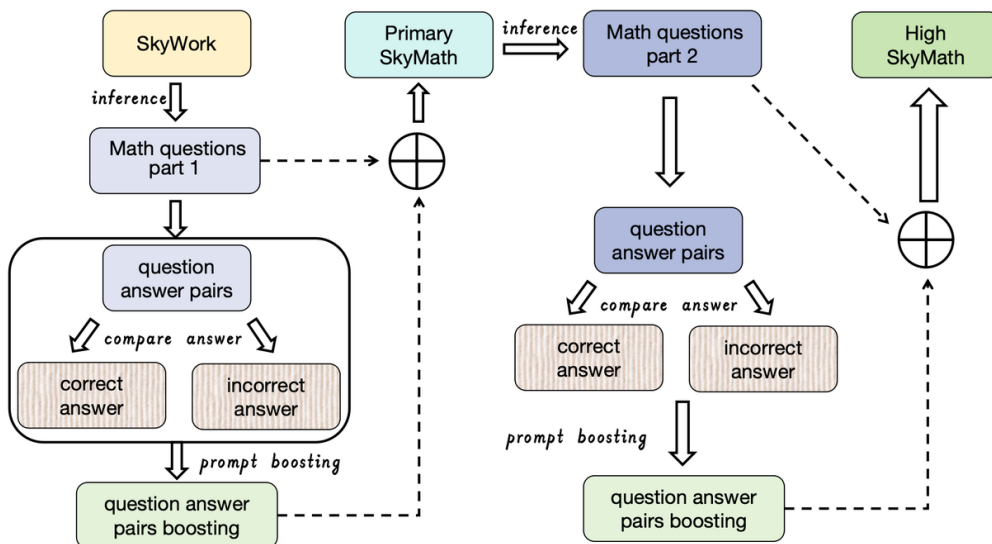 SkyWork
inference
Math questions
part 1
question
answer pairs
compare answer
correct
answer
incorrect
answer
prompt boosting
question answer
pairs boosting
Primary
SkyMath
inference
Math questions
part 2
question
answer pairs
compare answer
correct
answer
incorrect
answer
prompt boosting
question answer
pairs boosting
High
SkyMath